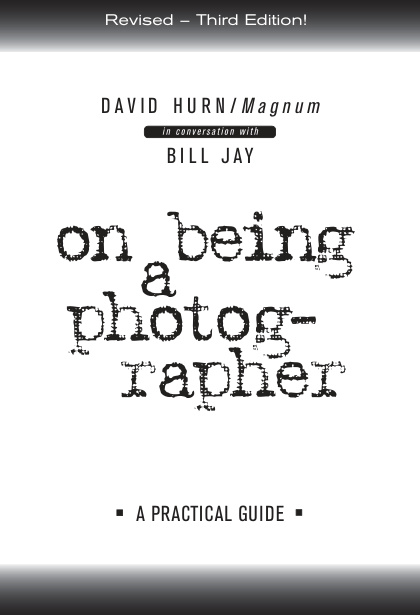 Revised – Third Edition!
DAVID HURN/Magnum
in conversation with
BILL JAY
on being
a
photog-
rapher
▪ A PRACTICAL GUIDE ▪